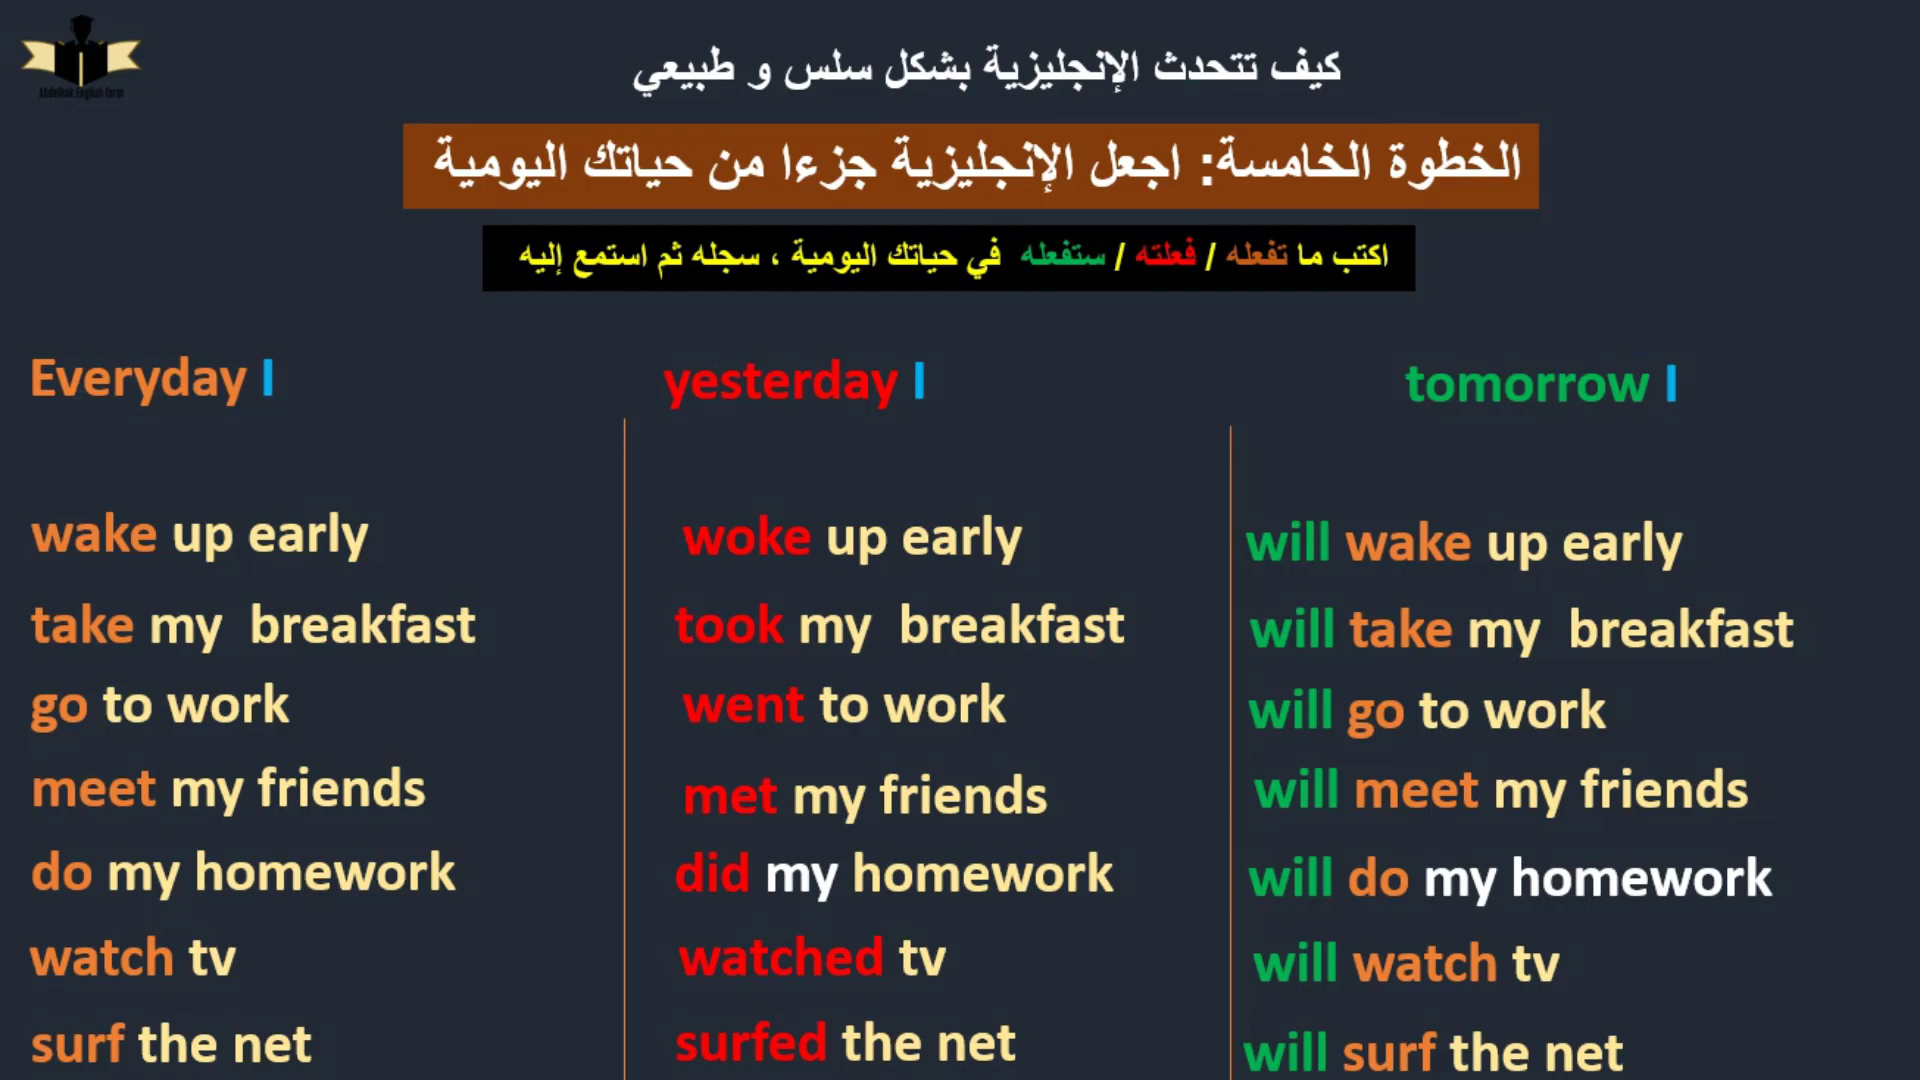 Abdelhak English farm
كيف تتحدث الإنجليزية بشكل سلس و طبيعي
الخطوة الخامسة: اجعل الإنجليزية جزءا من حياتك اليومية
اكتب ما تفعله / فعلته / ستفعله في حياتك اليومية ، سجله ثم استمع إليه
Everyday I
wake up early
take my breakfast
go to work
meet my friends
do my homework
watch tv
surf the net
yesterday I
woke up early
took my breakfast
went to work
met my friends
did my homework
watched tv
surfed the net
tomorrow I
will wake up early
will take my breakfast
will go to work
will meet my friends
will do my homework
will watch tv
will surf the net